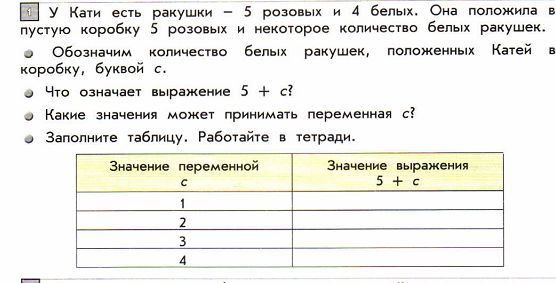 1 У Кати есть ракушки – 5 розовых и 4 белых. Она положила в
пустую коробку 5 розовых и некоторое количество белых ракушек.
Обозначим количество белых ракушек, положенных Катей в
коробку, буквой с.
Что означает выражение 5 + с?
Какие значения может принимать переменная с?
Заполните таблицу. Работайте в тетради.
Значение переменной Значение выражения
с 5 + с
1
2
3
4